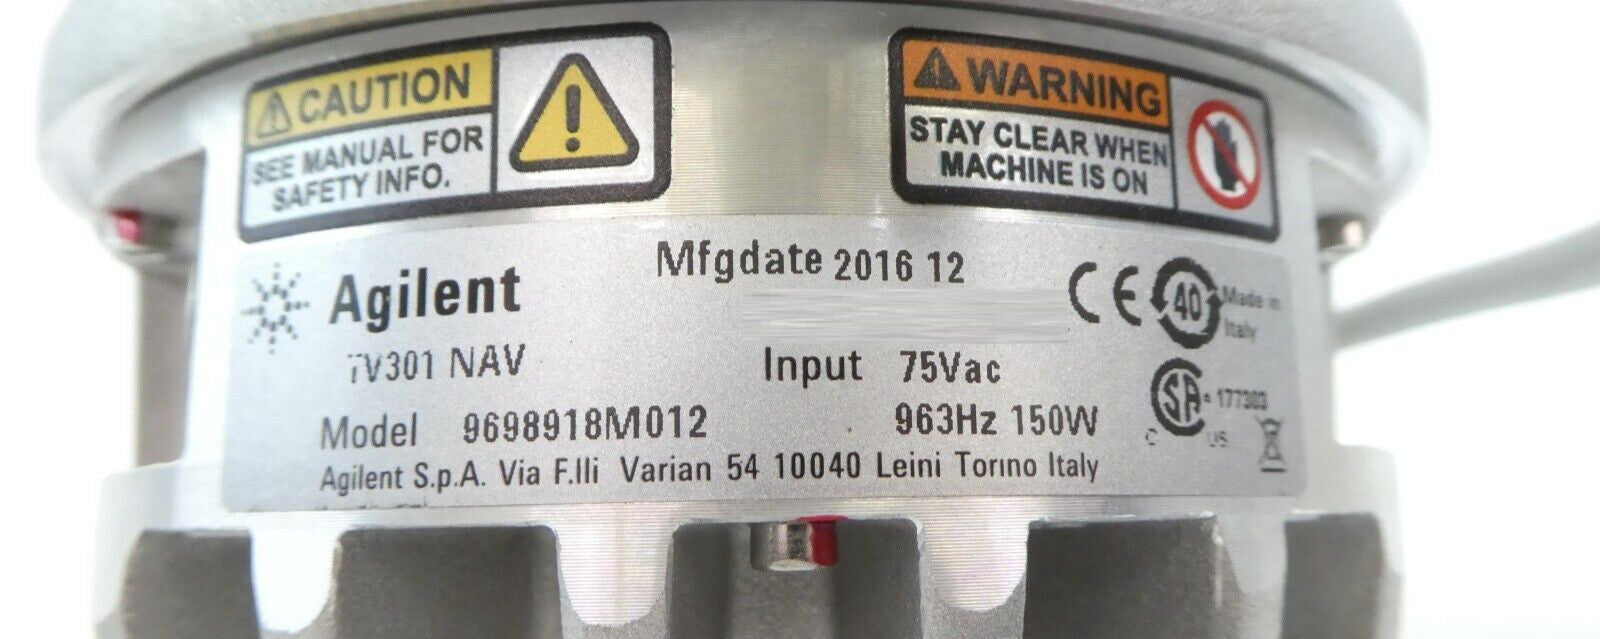 CAUTION
SEE MANUAL FOR
SAFETY INFO.
WARNING
STAY CLEAR WHEN
MACHINE IS ON
Mfgdate 2016 12
Agilent
TV301 NAV
Input 75Vac
963Hz 150W
Model 9698918M012
Agilent S.p.A. Via F.lli Varian 54 10040 Leini Torino Italy
CE
40
Made in
Italy
SA
177303
C US